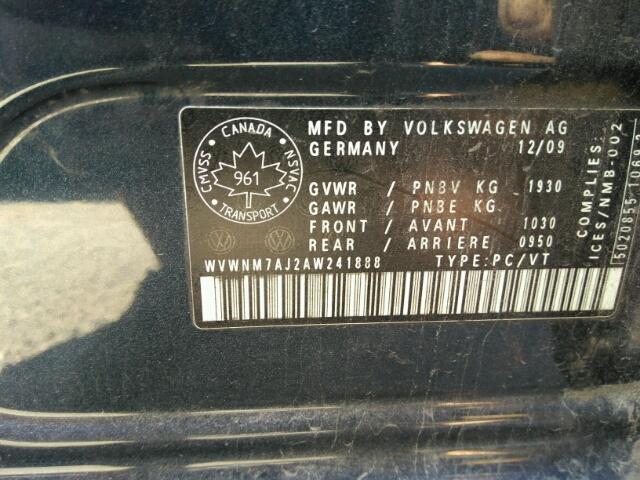 CANADA
CMVSS
961
NSVAC
TRANSPORT
MFD BY VOLKSWAGEN AG
GERMANY 12/09
GVWR / PNBV KG 1930
GAWR / PNBE KG
FRONT / AVANT 1030
REAR / ARRIERE 0950
WVWNM7AJ2AW241888 TYPE:PC/VT
COMPLIES:
ICES/NMB-002